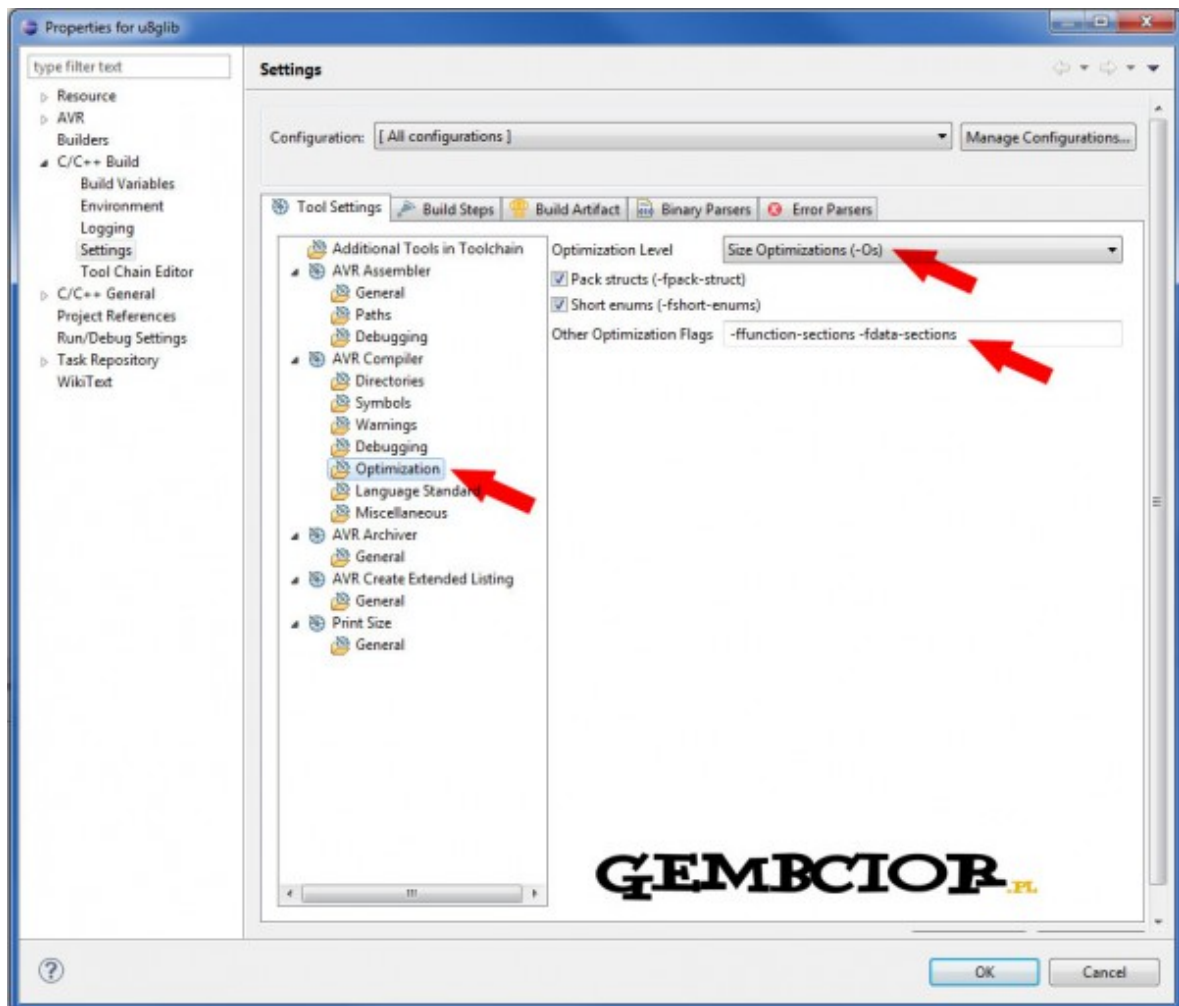 Properties for u8glib
type filter text
Resource
AVR
Builders
C/C++ Build
Build Variables
Environment
Logging
Settings
Tool Chain Editor
C/C++ General
Project References
Run/Debug Settings
Task Repository
WikiText
Settings
Configuration: [ All configurations ] Manage Configurations...
Tool Settings Build Steps Build Artifact Binary Parsers Error Parsers
Additional Tools in Toolchain
AVR Assembler
General
Paths
Debugging
AVR Compiler
Directories
Symbols
Warnings
Debugging
Optimization
Language Standard
Miscellaneous
AVR Archiver
General
AVR Create Extended Listing
General
Print Size
General
Optimization Level Size Optimizations (-Os)
Pack structs (-fpack-struct)
Short enums (-fshort-enums)
Other Optimization Flags -ffunction-sections -fdata-sections
GEMBCIOR.PL
OK Cancel